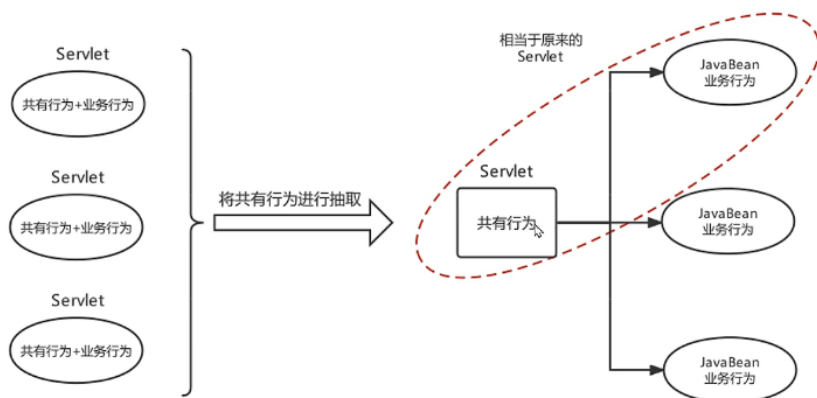 Servlet
共有行为+业务行为
Servlet
共有行为+业务行为
Servlet
共有行为+业务行为
将共有行为进行抽取
相当于原来的
Servlet
Servlet
共有行为
JavaBean
业务行为
JavaBean
业务行为
JavaBean
业务行为